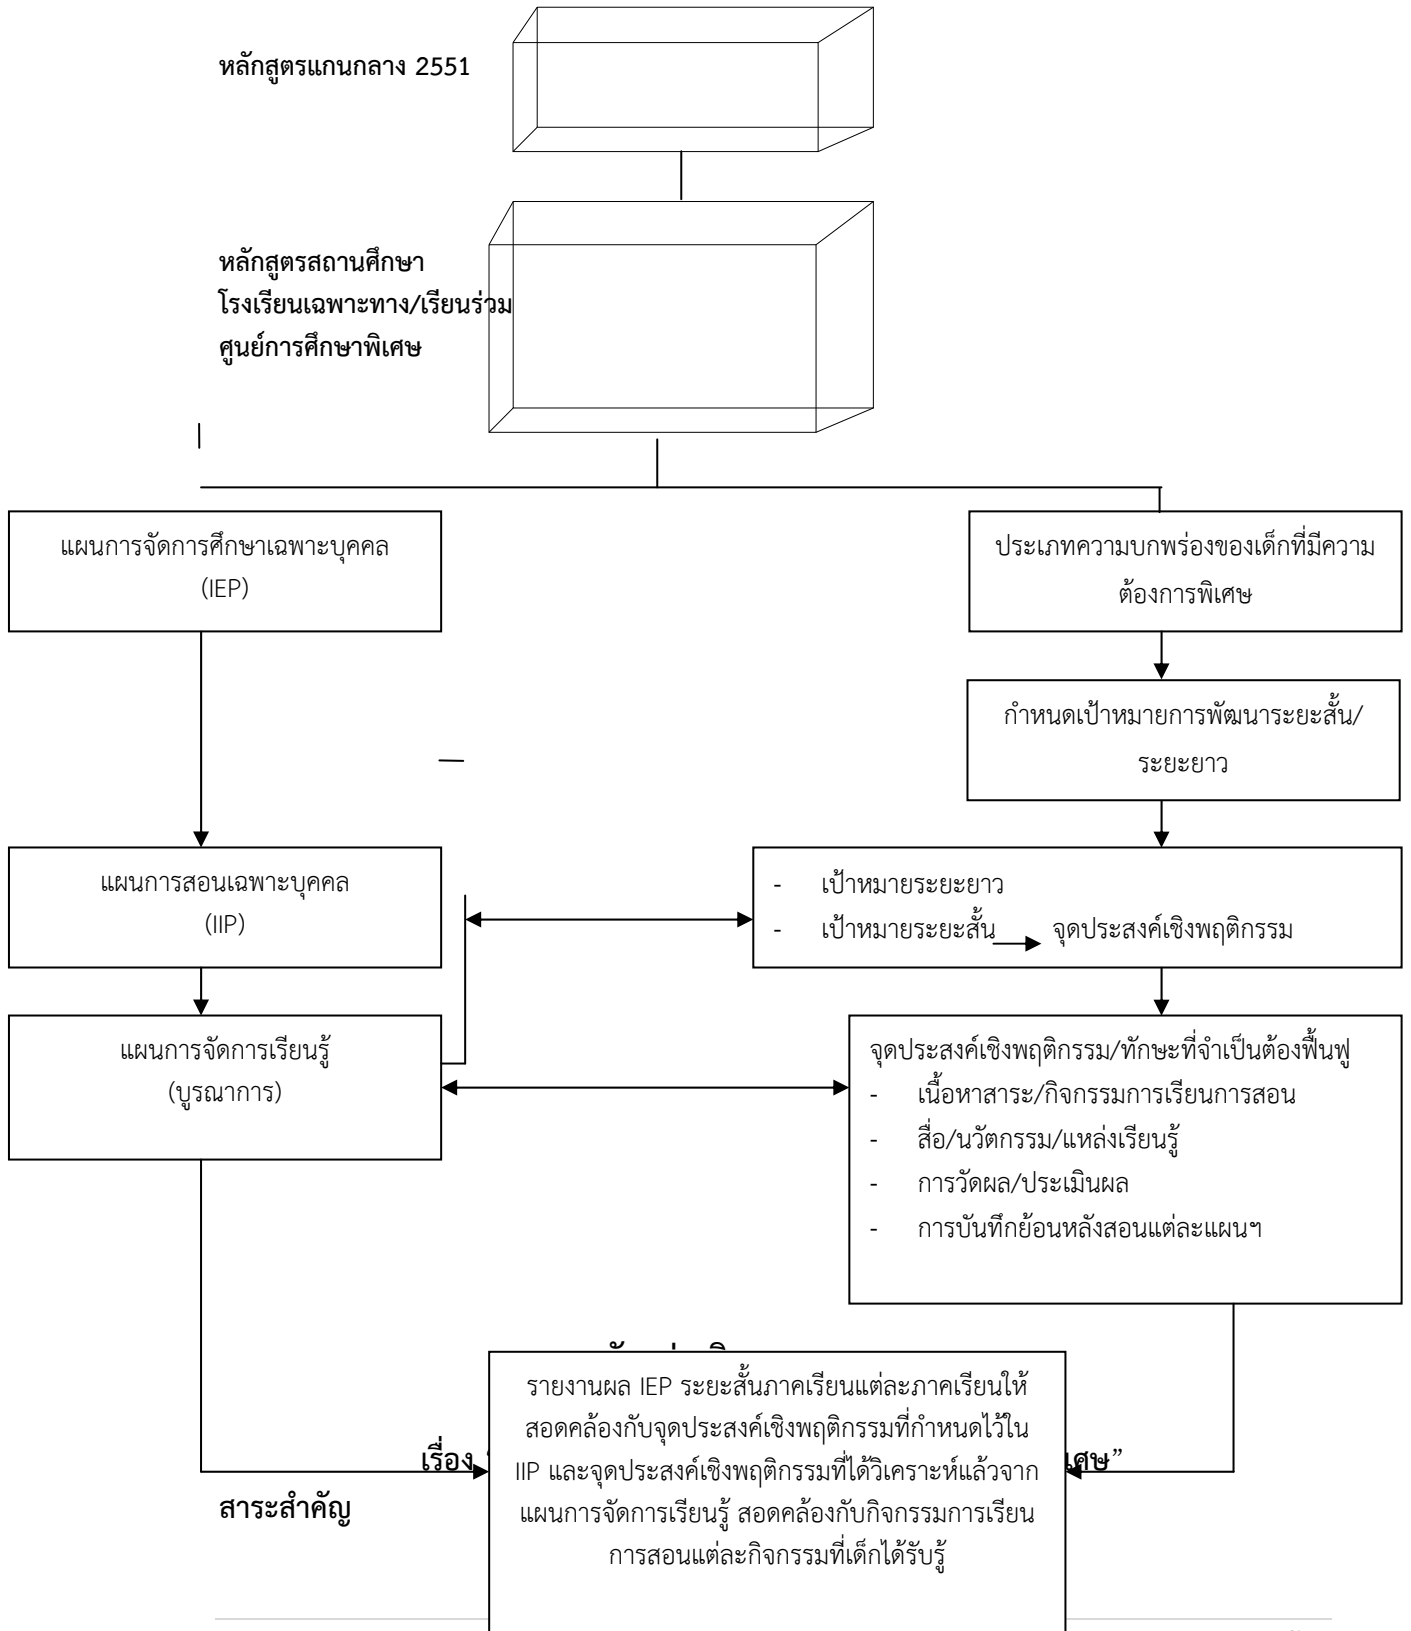 หลักสูตรแกนกลาง 2551
หลักสูตรสถานศึกษา
โรงเรียนเฉพาะทาง/เรียนร่วม
ศูนย์การศึกษาพิเศษ
แผนการจัดการศึกษาเฉพาะบุคคล
(IEP)
ประเภทความบกพร่องของเด็กที่มีความ
ต้องการพิเศษ
กำหนดเป้าหมายการพัฒนาระยะสั้น/
ระยะยาว
แผนการสอนเฉพาะบุคคล
(IIP)
- เป้าหมายระยะยาว
- เป้าหมายระยะสั้น จุดประสงค์เชิงพฤติกรรม
แผนการจัดการเรียนรู้
(บูรณาการ)
จุดประสงค์เชิงพฤติกรรม/ทักษะที่จำเป็นต้องฟื้นฟู
- เนื้อหาสาระ/กิจกรรมการเรียนการสอน
- สื่อ/นวัตกรรม/แหล่งเรียนรู้
- การวัดผล/ประเมินผล
- การบันทึกย้อนหลังสอนแต่ละแผนฯ
รายงานผล IEP ระยะสั้นภาคเรียนแต่ละภาคเรียนให้
สอดคล้องกับจุดประสงค์เชิงพฤติกรรมที่กำหนดไว้ใน
IIP และจุดประสงค์เชิงพฤติกรรมที่ได้วิเคราะห์แล้วจาก
แผนการจัดการเรียนรู้ สอดคล้องกับกิจกรรมการเรียน
การสอนแต่ละกิจกรรมที่เด็กได้รับรู้
เรื่อง
สาระสำคัญ